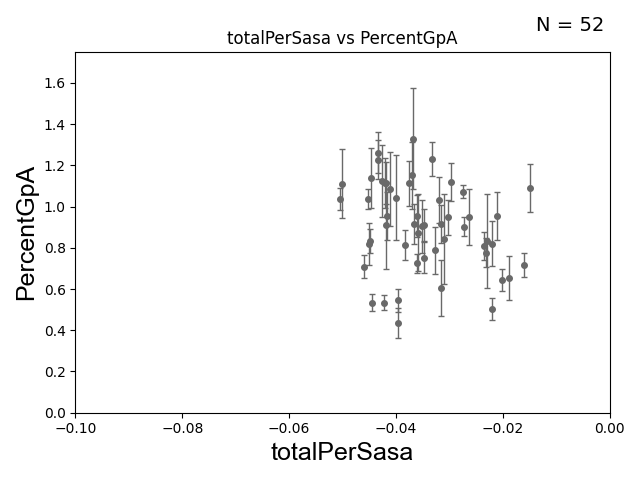 N = 52
totalPerSasa vs PercentGpA
PercentGpA
1.6
1.4
1.2
1.0
0.8
0.6
0.4
0.2
0.0
−0.10 −0.08 −0.06 −0.04 −0.02 0.00
totalPerSasa